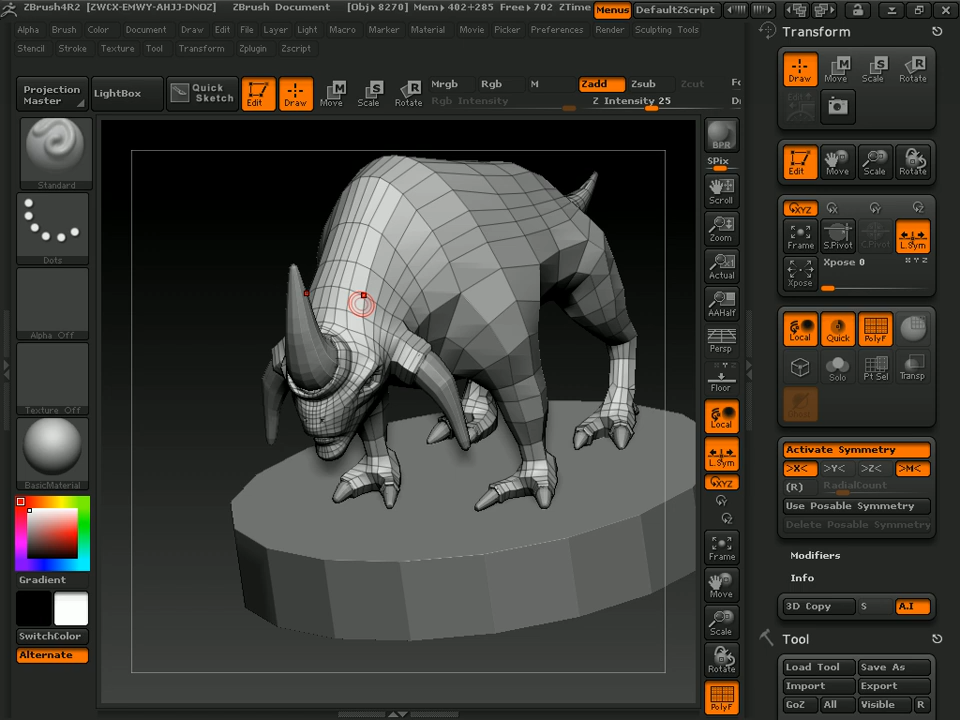 ZBrush4R2 [ZWCX-EMWY-AHJJ-DNOZ] ZBrush Document [Obj▸8270] Mem▸402+285 Free▸702 ZTime Menus DefaultZScript
Alpha Brush Color Document Draw Edit File Layer Light Macro Marker Material Movie Picker Preferences Render Sculpting Tools
Stencil Stroke Texture Tool Transform Zplugin Zscript
Transform
Projection Master
LightBox
Quick Sketch
Edit
Draw
Move
Scale
Rotate
Mrgb Rgb M
Rgb Intensity
Zadd Zsub Zcut
Z Intensity 25
Standard
Dots
Alpha Off
Texture Off
BasicMaterial
Gradient
SwitchColor
Alternate
BPR
SPix
Scroll
Zoom
Actual
AAHalf
Persp
Floor
Local
L.Sym
XYZ
Y
Z
Frame
Move
Scale
Rotate
PolyF
Draw Move Scale Rotate
Edit
Edit Move Scale Rotate
XYZ X Y Z
Frame S.Pivot C.Pivot L.Sym
Xpose
Xpose 0
X Y Z
Local Quick PolyF
Solo Pt Sel Transp
Ghost
Activate Symmetry
>X< >Y< >Z< >M<
(R) RadialCount
Use Posable Symmetry
Delete Posable Symmetry
Modifiers
Info
3D Copy S A.I
Tool
Load Tool Save As
Import Export
GoZ All Visible R